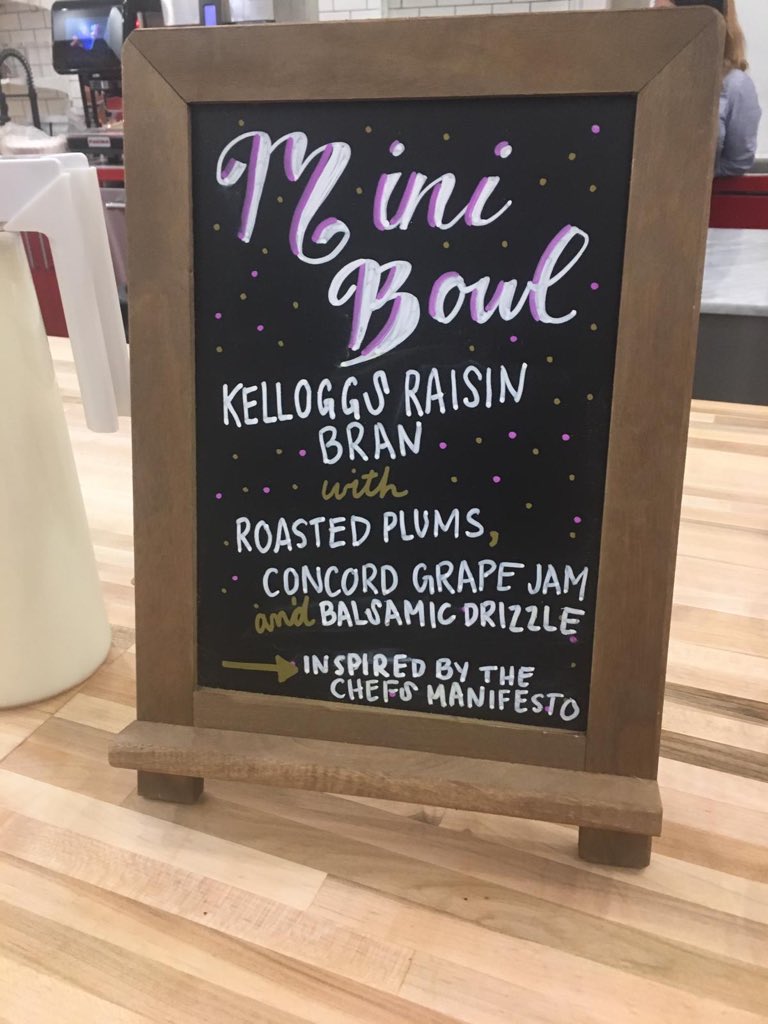 Mini
Bowl
KELLOGGS RAISIN
BRAN
with
ROASTED PLUMS,
CONCORD GRAPE JAM
and BALSAMIC DRIZZLE
INSPIRED BY THE
CHEFS MANIFESTO